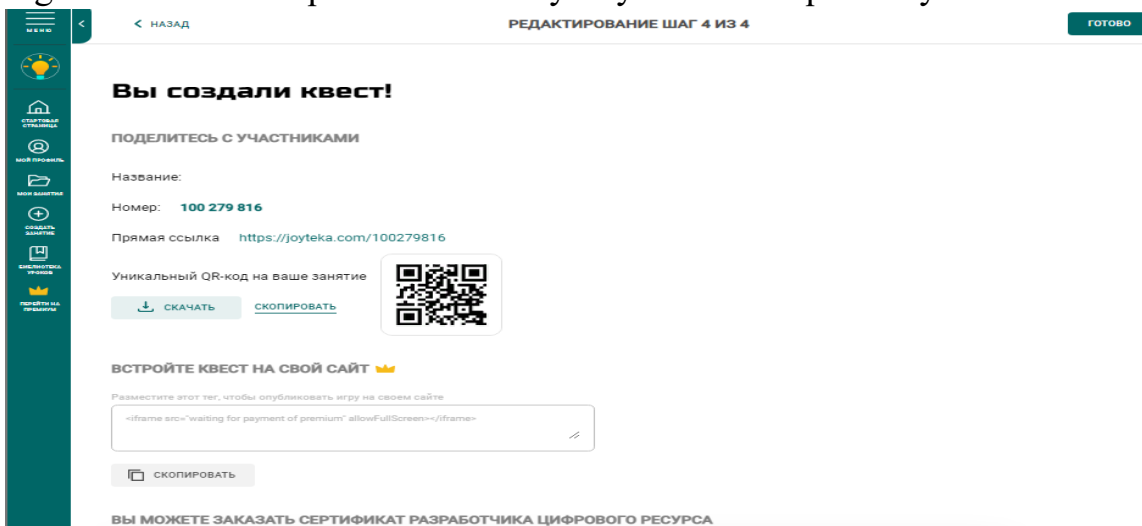 МЕНЮ
НАЗАД
РЕДАКТИРОВАНИЕ ШАГ 4 ИЗ 4
ГОТОВО
СТАРТОВАЯ
СТРАНИЦА
МОЙ ПРОФИЛЬ
МОИ ЗАНЯТИЯ
СОЗДАТЬ
ЗАНЯТИЕ
БИБЛИОТЕКА
УРОКОВ
ПЕРЕЙТИ НА
ПРЕМИУМ
Вы создали квест!
ПОДЕЛИТЕСЬ С УЧАСТНИКАМИ
Название:
Номер: 100 279 816
Прямая ссылка https://joyteka.com/100279816
Уникальный QR-код на ваше занятие
СКАЧАТЬ СКОПИРОВАТЬ
ВСТРОЙТЕ КВЕСТ НА СВОЙ САЙТ
Разместите этот тег, чтобы опубликовать игру на своем сайте
<iframe src="waiting for payment of premium" allowFullScreen></iframe>
СКОПИРОВАТЬ
ВЫ МОЖЕТЕ ЗАКАЗАТЬ СЕРТИФИКАТ РАЗРАБОТЧИКА ЦИФРОВОГО РЕСУРСА